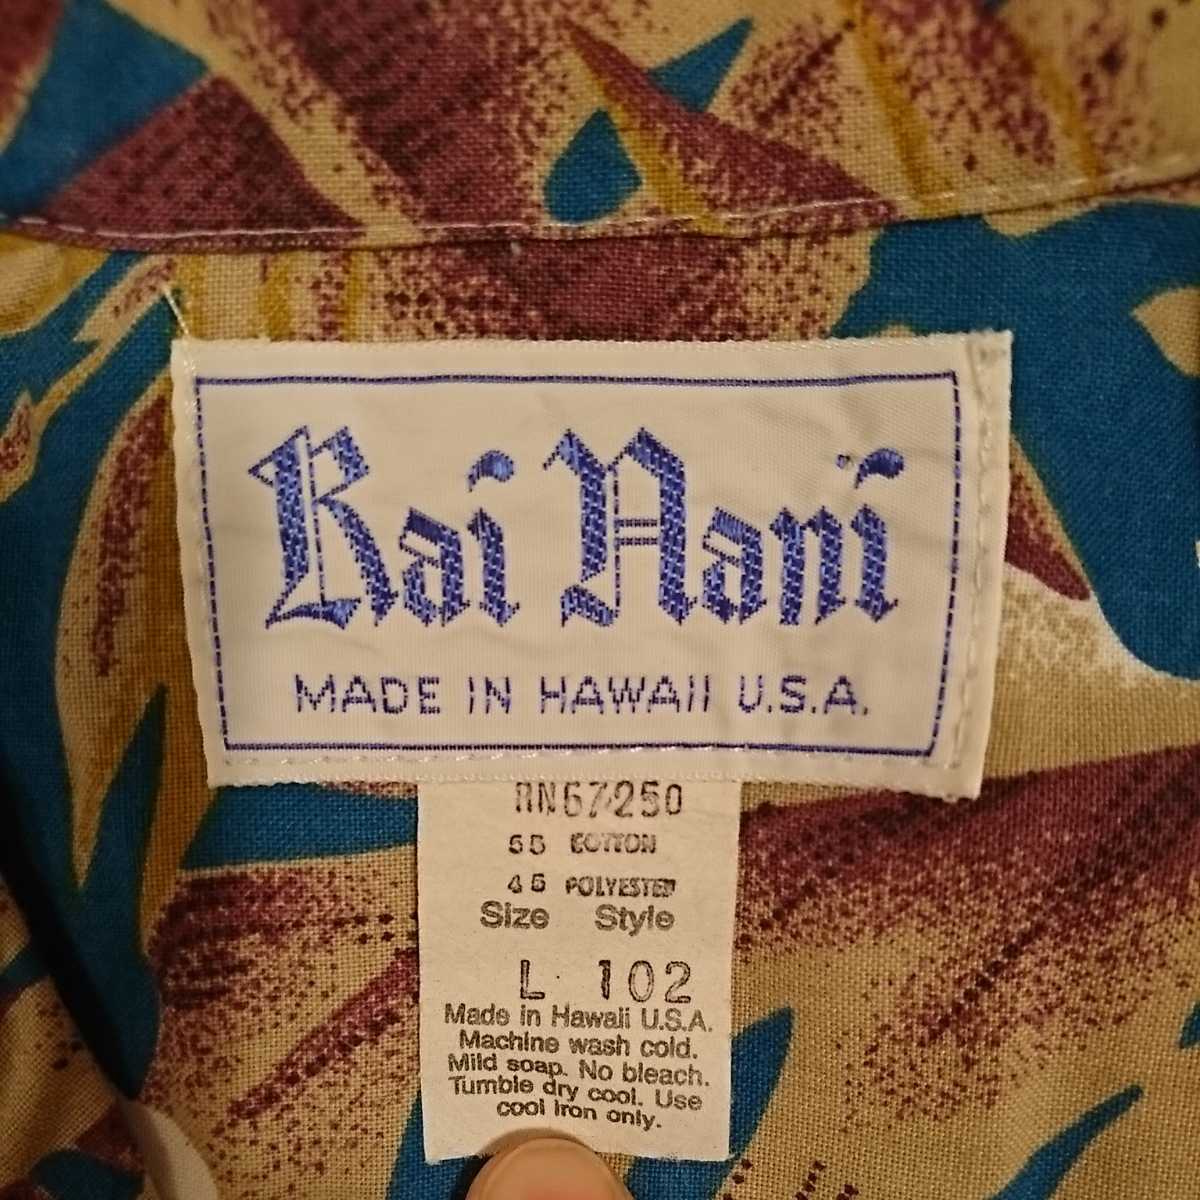 Kai Nani
MADE IN HAWAII U.S.A.
RN67250
55 COTTON
45 POLYESTER
Size Style
L 102
Made in Hawaii U.S.A.
Machine wash cold.
Mild soap. No bleach.
Tumble dry cool. Use
cool iron only.